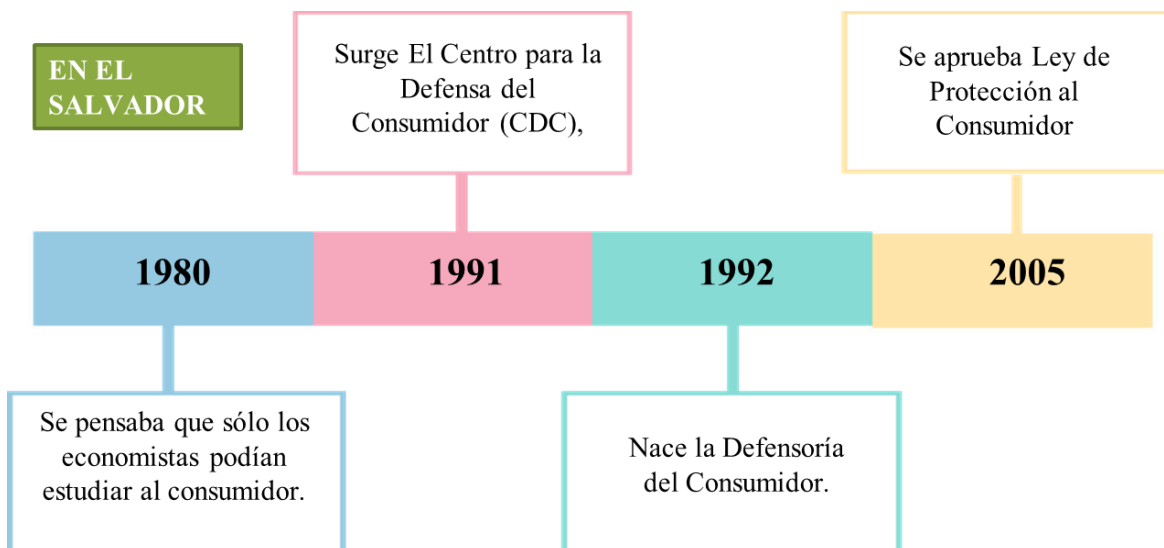 EN EL
SALVADOR
Surge El Centro para la
Defensa del
Consumidor (CDC),
Se aprueba Ley de
Protección al
Consumidor
1980
1991
1992
2005
Se pensaba que sólo los
economistas podían
estudiar al consumidor.
Nace la Defensoría
del Consumidor.